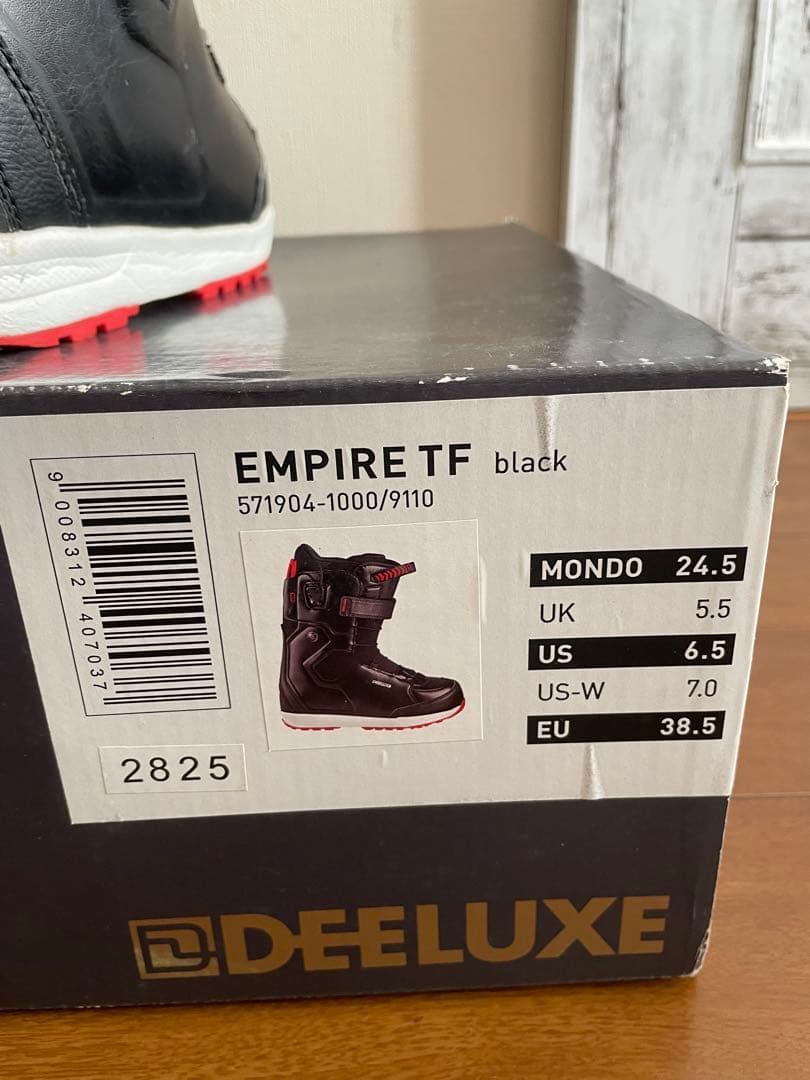 EMPIRE TF black
571904-1000/9110
9 008312 407037
MONDO 24.5
UK 5.5
US 6.5
US-W 7.0
EU 38.5
2825
DEELUXE